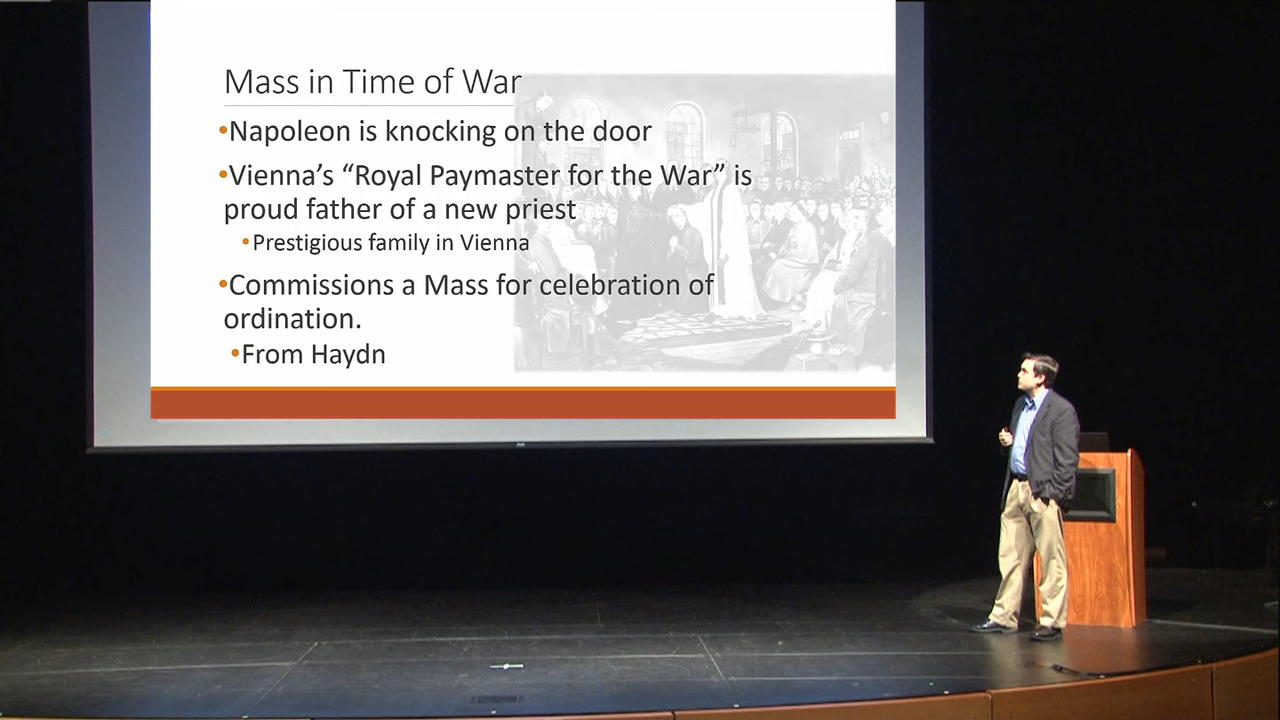 Mass in Time of War
•Napoleon is knocking on the door
•Vienna’s “Royal Paymaster for the War” is
proud father of a new priest
•Prestigious family in Vienna
•Commissions a Mass for celebration of
ordination.
•From Haydn